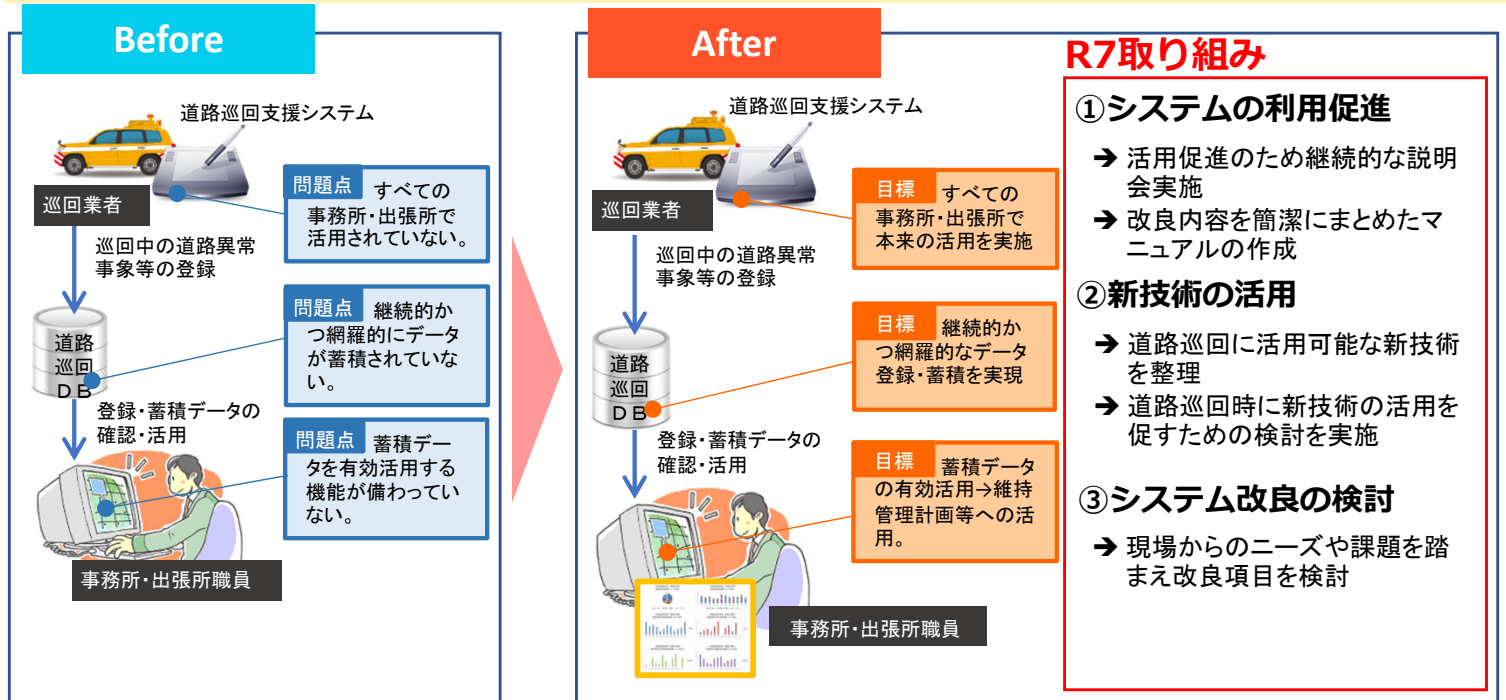 Before
道路巡回支援システム
巡回業者
問題点 すべての
事務所・出張所で
活用されていない。
巡回中の道路異常
事象等の登録
道路
巡回
ＤＢ
問題点 継続的か
つ網羅的にデータ
が蓄積されていな
い。
登録・蓄積データの
確認・活用
問題点 蓄積デー
タを有効活用する
機能が備わってい
ない。
事務所・出張所職員
After
道路巡回支援システム
巡回業者
目標 すべての
事務所・出張所で
本来の活用を実施
巡回中の道路異常
事象等の登録
道路
巡回
ＤＢ
目標 継続的か
つ網羅的なデータ
登録・蓄積を実現
登録・蓄積データの
確認・活用
目標 蓄積データ
の有効活用→維持
管理計画等への活
用。
事務所・出張所職員
R7取り組み
①システムの利用促進
➔ 活用促進のため継続的な説明
会実施
➔ 改良内容を簡潔にまとめたマ
ニュアルの作成
②新技術の活用
➔ 道路巡回に活用可能な新技術
を整理
➔ 道路巡回時に新技術の活用を
促すための検討を実施
③システム改良の検討
➔ 現場からのニーズや課題を踏
まえ改良項目を検討